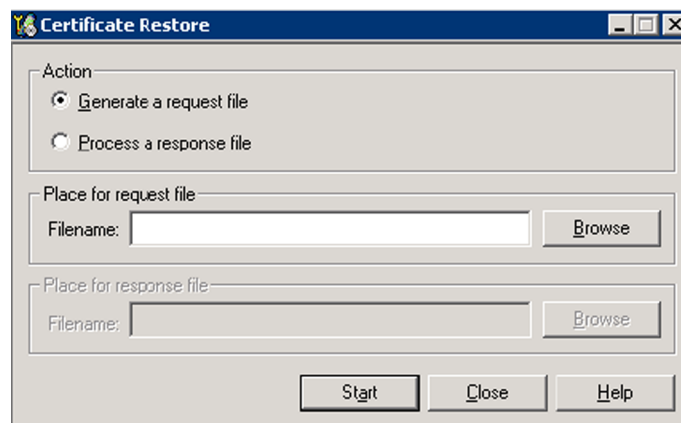 Certificate Restore
Action
Generate a request file
Process a response file
Place for request file
Filename:
Browse
Place for response file
Filename:
Browse
Start
Close
Help